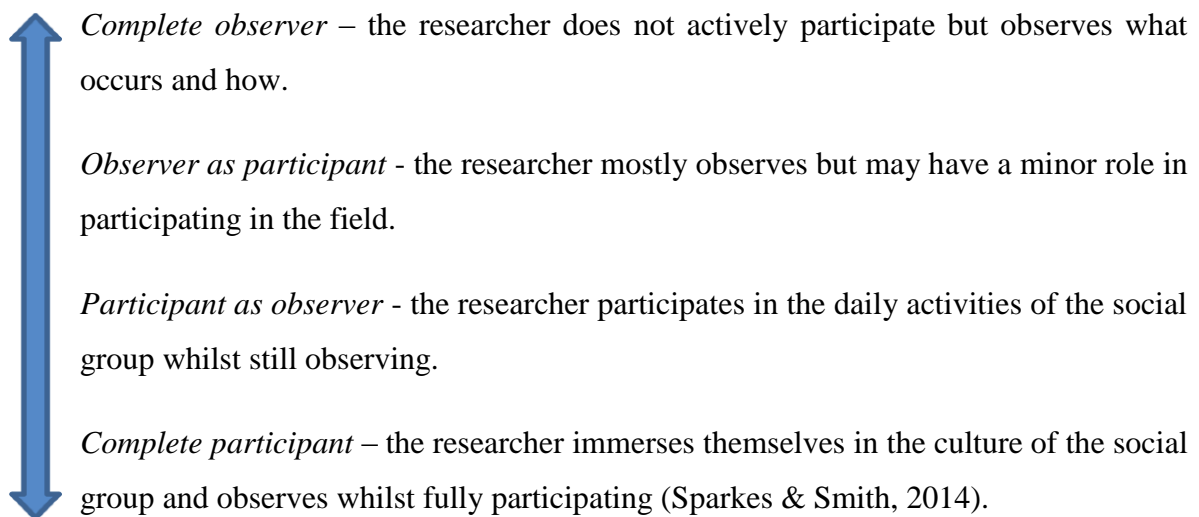 Complete observer – the researcher does not actively participate but observes what
occurs and how.
Observer as participant - the researcher mostly observes but may have a minor role in
participating in the field.
Participant as observer - the researcher participates in the daily activities of the social
group whilst still observing.
Complete participant – the researcher immerses themselves in the culture of the social
group and observes whilst fully participating (Sparkes & Smith, 2014).